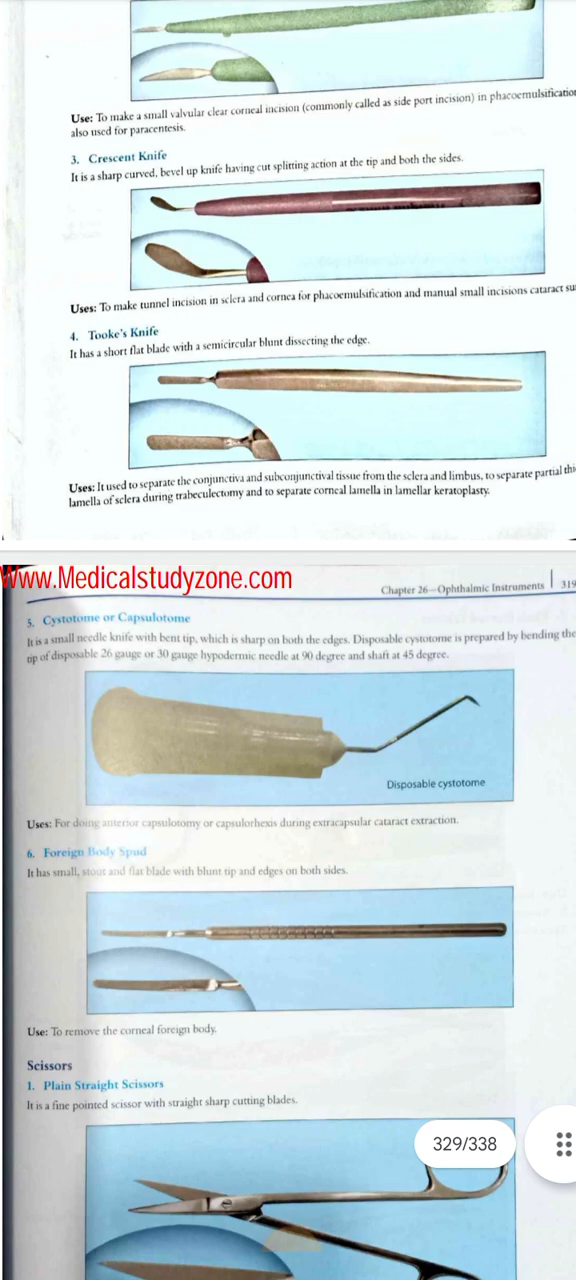 Use: To make a small valvular clear corneal incision (commonly called as side port incision) in
also used for paracentesis.
3. Crescent Knife
It is a sharp curved, bevel up knife having cut splitting action at the tip and both the sides.
Uses: To make tunnel incision in sclera and cornea for phacoemulsification and manual small incisions cataract
4. Tooke's Knife
It has a short flat blade with a semicircular blunt dissecting the edge.
Uses: It used to separate the conjunctiva and subconjunctival tissue from the sclera and limbus, to separate partial
lamella of sclera during trabeculectomy and to separate corneal lamella in lamellar keratoplasty.
Www.Medicalstudyzone.com
Chapter 26—Ophthalmic Instruments 319
5. Cystotome or Capsulotome
It is a small needle knife with bent tip, which is sharp on both the edges. Disposable cystotome is prepared by bending the
tip of disposable 26 gauge or 30 gauge hypodermic needle at 90 degree and shaft at 45 degree.
Disposable cystotome
Uses: For doing anterior capsulotomy or capsulorhexis during extracapsular cataract extraction.
6. Foreign Body Spud
It has small, stout and flat blade with blunt tip and edges on both sides.
Use: To remove the corneal foreign body.
Scissors
1. Plain Straight Scissors
It is a fine pointed scissor with straight sharp cutting blades.
329/338